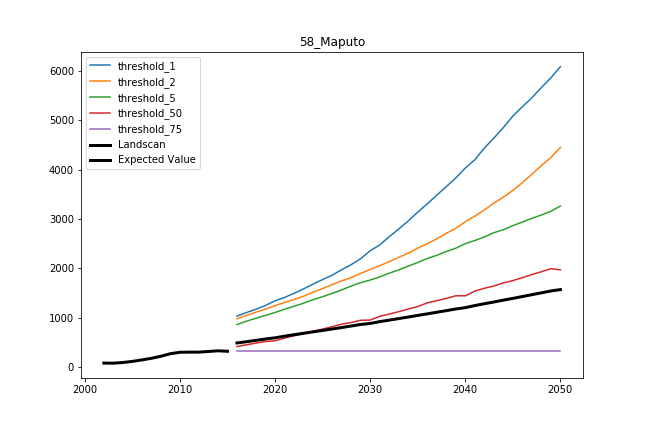 58_Maputo
threshold_1
threshold_2
threshold_5
threshold_50
threshold_75
Landscan
Expected Value
6000
5000
4000
3000
2000
1000
0
2000 2010 2020 2030 2040 2050